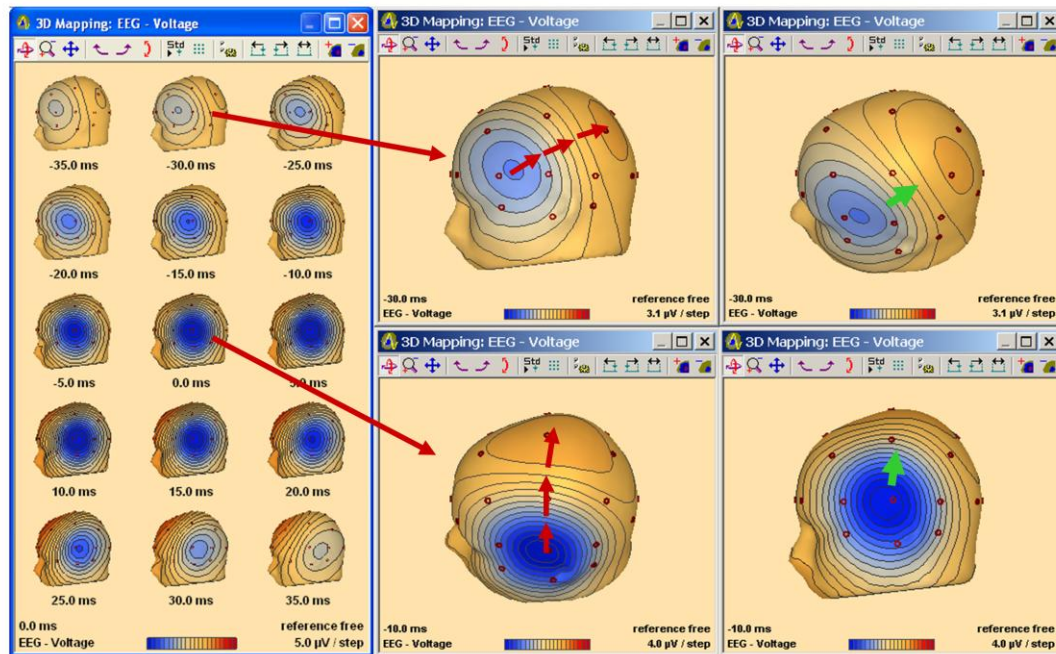 3D Mapping: EEG - Voltage
Std
-35.0 ms
-30.0 ms
-25.0 ms
-20.0 ms
-15.0 ms
-10.0 ms
-5.0 ms
0.0 ms
5.0 ms
10.0 ms
15.0 ms
20.0 ms
25.0 ms
30.0 ms
35.0 ms
0.0 ms
reference free
EEG - Voltage
5.0 µV / step
3D Mapping: EEG - Voltage
Std
-30.0 ms
reference free
EEG - Voltage
3.1 µV / step
3D Mapping: EEG - Voltage
Std
-30.0 ms
reference free
EEG - Voltage
3.1 µV / step
3D Mapping: EEG - Voltage
Std
-10.0 ms
reference free
EEG - Voltage
4.0 µV / step
3D Mapping: EEG - Voltage
Std
-10.0 ms
reference free
EEG - Voltage
4.0 µV / step